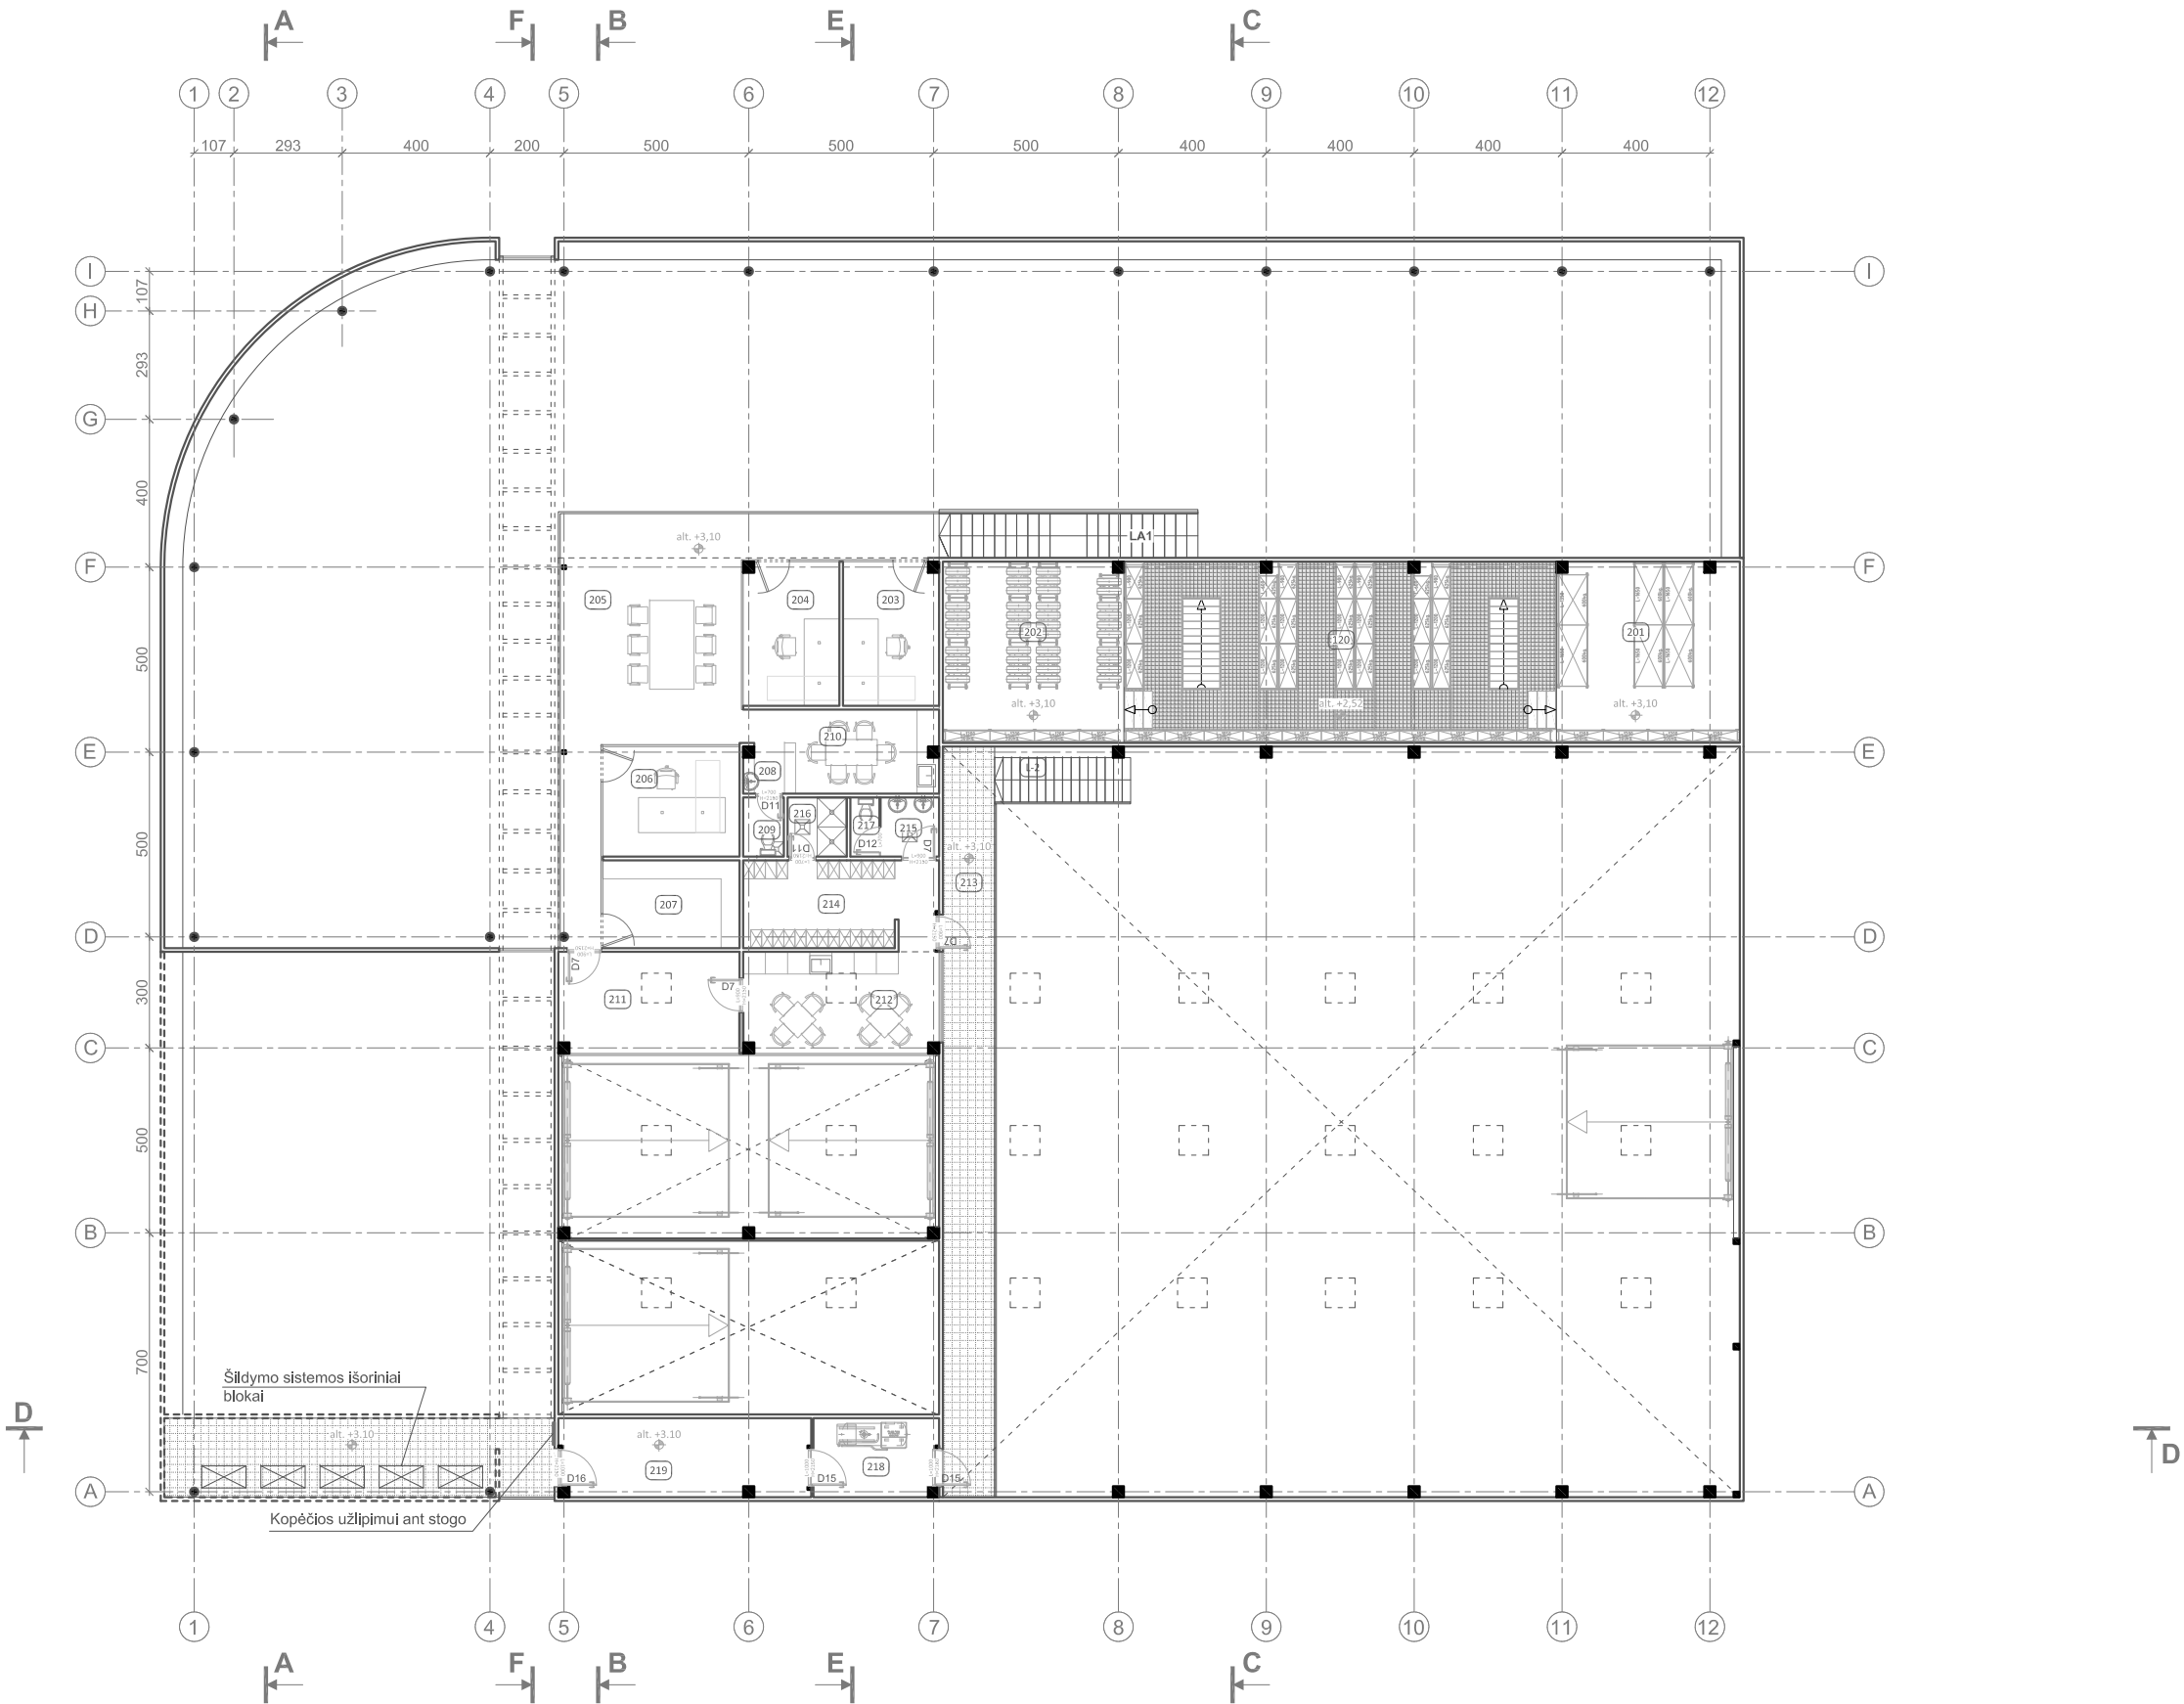 A F B E C
1 2 3 4 5 6 7 8 9 10 11 12
107 293 400 200 500 500 500 400 400 400 400
I I
107
H
293
G
400
alt. +3,10
LA1
F F
205 204 203 202 120 201
500
alt. +3,10 alt. +2,52 alt. +3,10
210
E E
206 208 L-2
D11
216 217 215
209 D11 D12 D7
500
alt. +3,10
213
207 214
D D
D7
D7
D7
211 212
300
C C
500
B B
700
Šildymo sistemos išoriniai
blokai
D D
alt. +3,10 alt. +3,10
219 218
D16 D15 D15
A A
Kopėčios užlipimui ant stogo
1 4 5 6 7 8 9 10 11 12
A F B E C